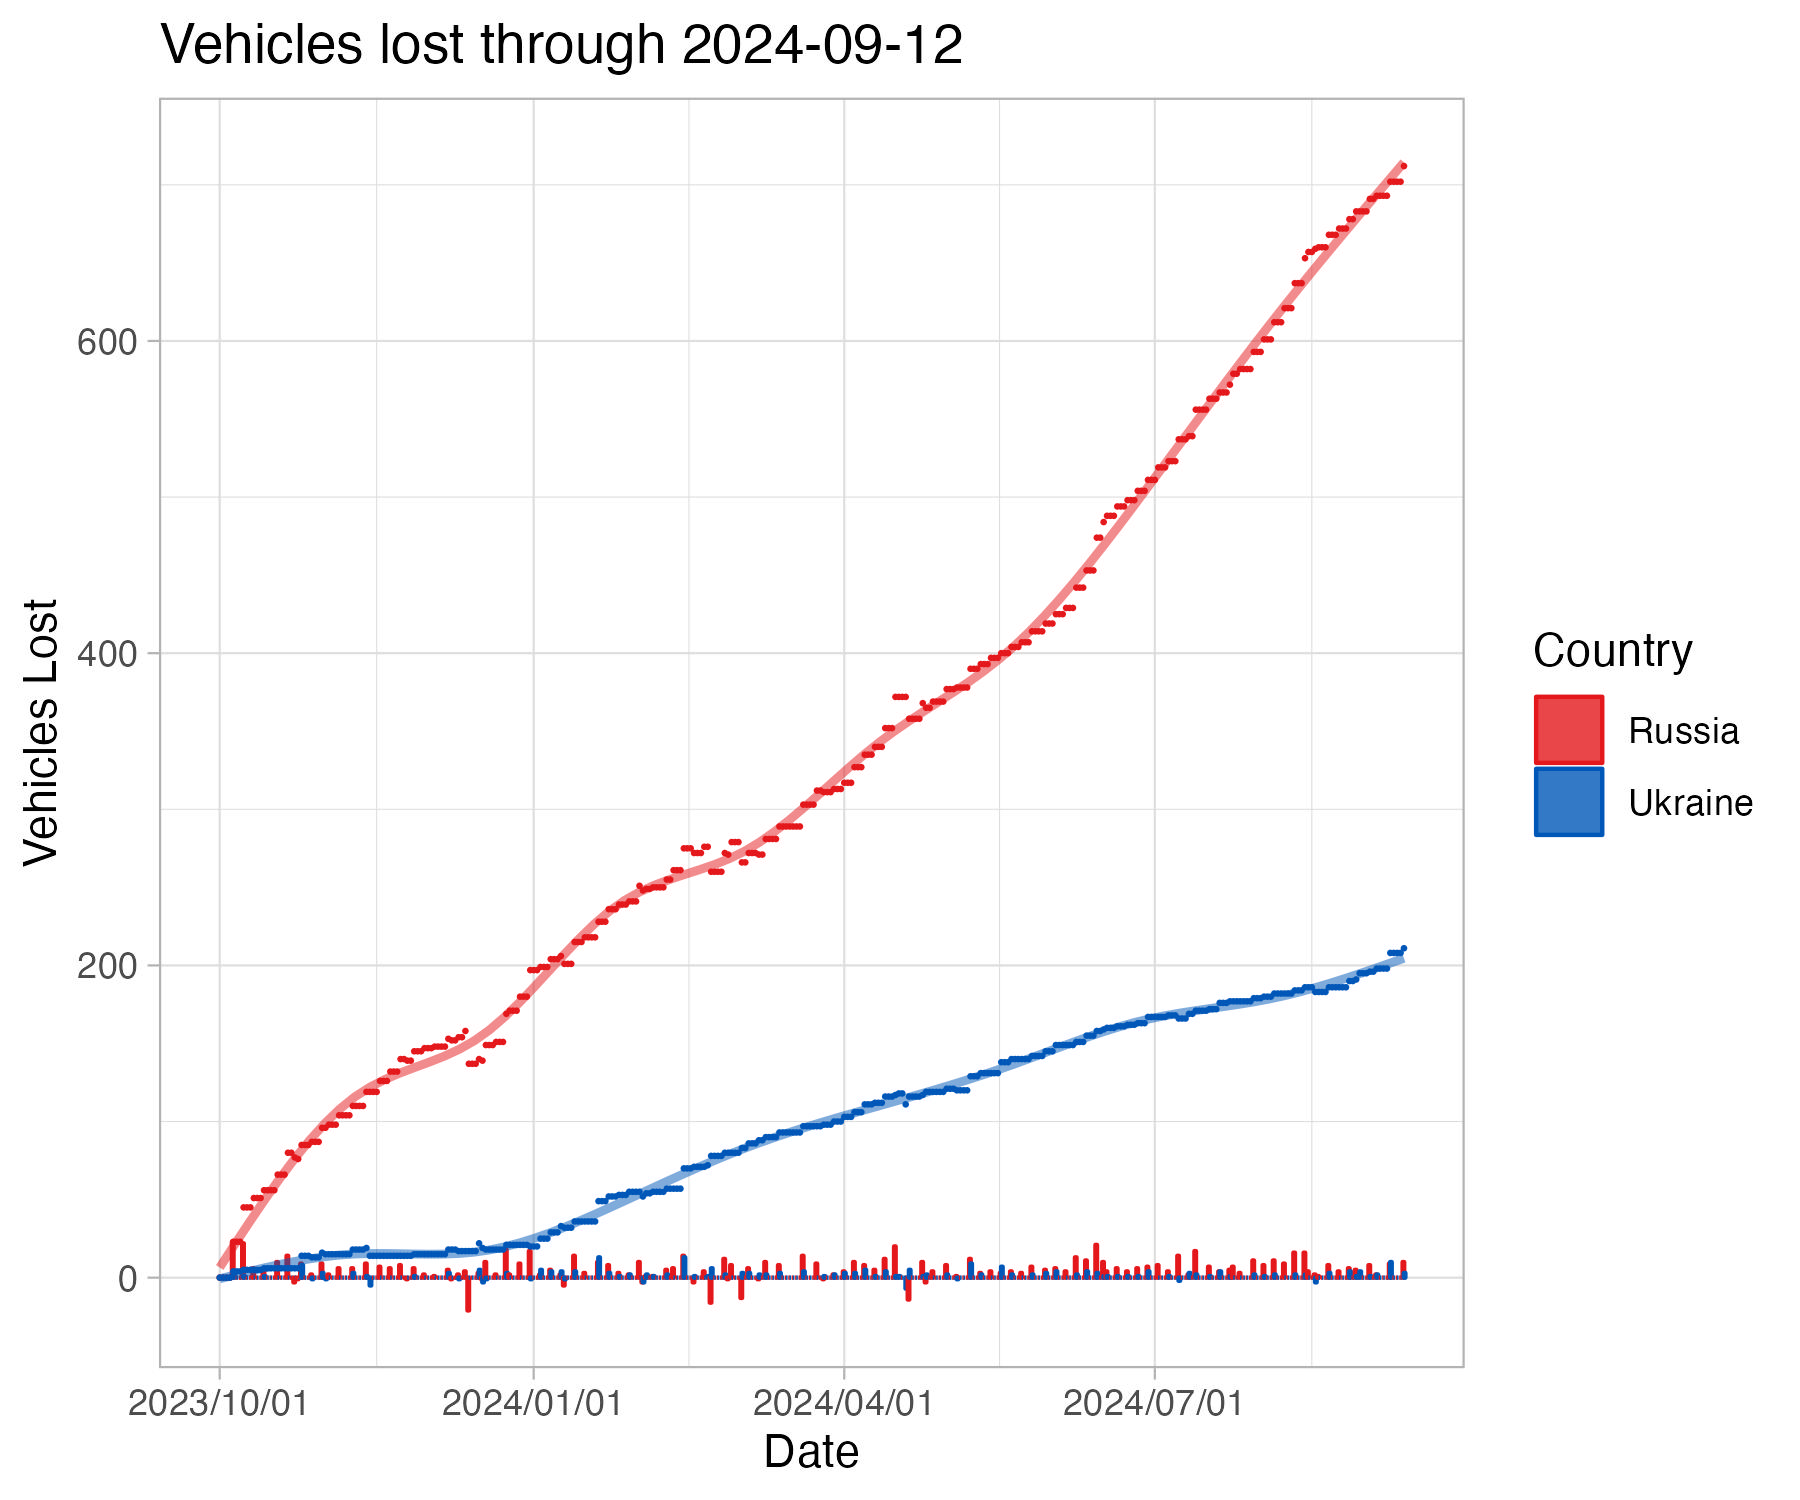 Vehicles lost through 2024-09-12
Vehicles Lost
600
400
200
0
2023/10/01
2024/01/01
2024/04/01
2024/07/01
Date
Country
Russia
Ukraine